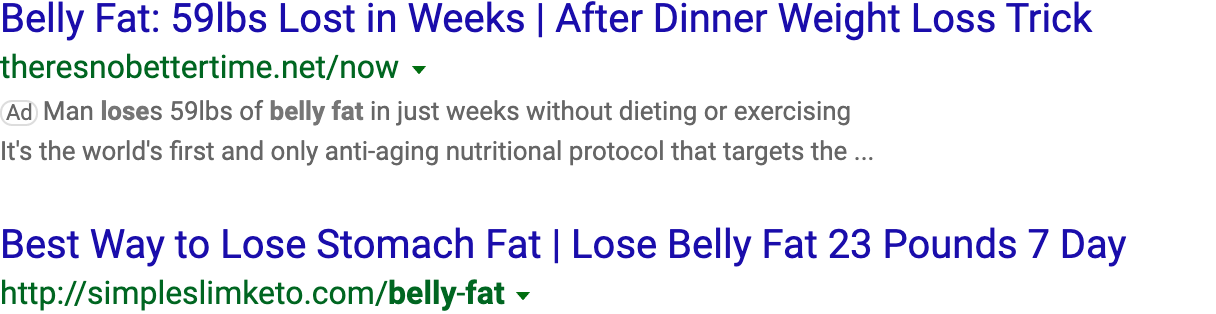 Belly Fat: 59lbs Lost in Weeks | After Dinner Weight Loss Trick
theresnobettertime.net/now
Ad Man loses 59lbs of belly fat in just weeks without dieting or exercising
It's the world's first and only anti-aging nutritional protocol that targets the ...
Best Way to Lose Stomach Fat | Lose Belly Fat 23 Pounds 7 Day
http://simpleslimketo.com/belly-fat